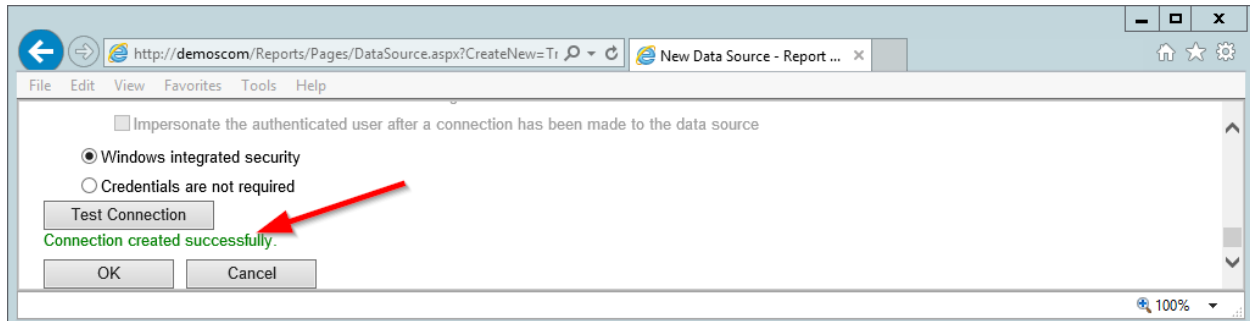 http://demoscom/Reports/Pages/DataSource.aspx?CreateNew=Tr
New Data Source - Report ...
File Edit View Favorites Tools Help
Impersonate the authenticated user after a connection has been made to the data source
Windows integrated security
Credentials are not required
Test Connection
Connection created successfully.
OK Cancel
100%